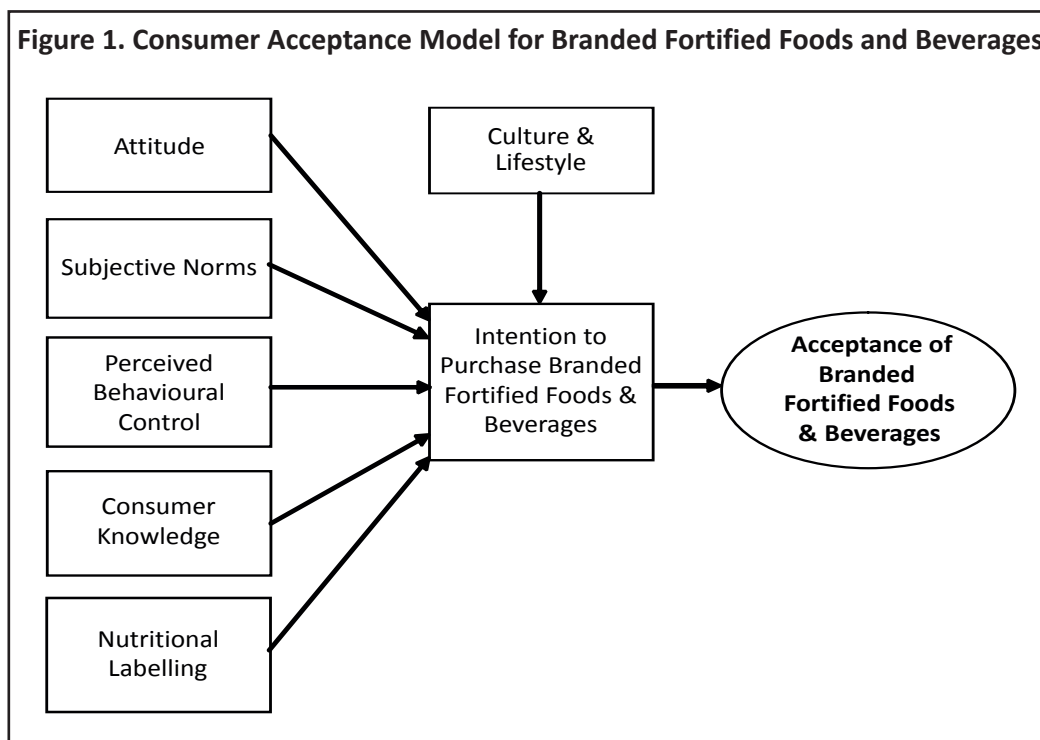 Figure 1. Consumer Acceptance Model for Branded Fortified Foods and Beverages
Attitude
Culture &
Lifestyle
Subjective Norms
Perceived
Behavioural
Control
Intention to
Purchase Branded
Fortified Foods &
Beverages
Acceptance of
Branded
Fortified Foods
& Beverages
Consumer
Knowledge
Nutritional
Labelling